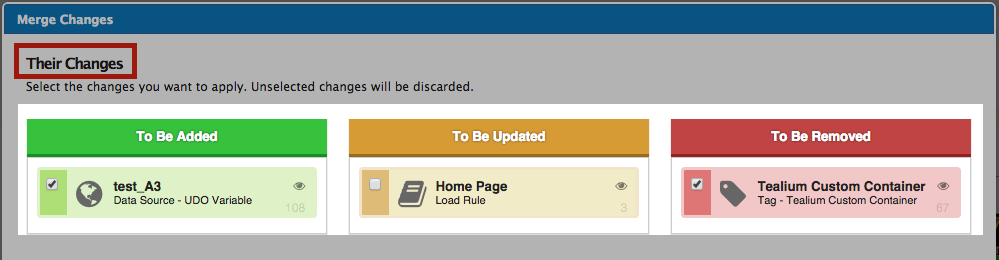 Merge Changes
Their Changes
Select the changes you want to apply. Unselected changes will be discarded.
To Be Added
test_A3
Data Source - UDO Variable
108
To Be Updated
Home Page
Load Rule
3
To Be Removed
Tealium Custom Container
Tag - Tealium Custom Container
67